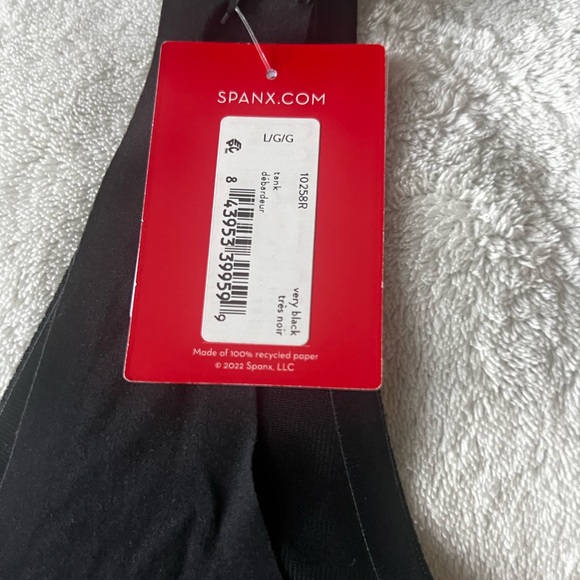 SPANX.COM
L/G/G
10258R
tank
débardeur
8 43953 39959 9
very black
très noir
Made of 100% recycled paper
© 2022 Spanx, LLC